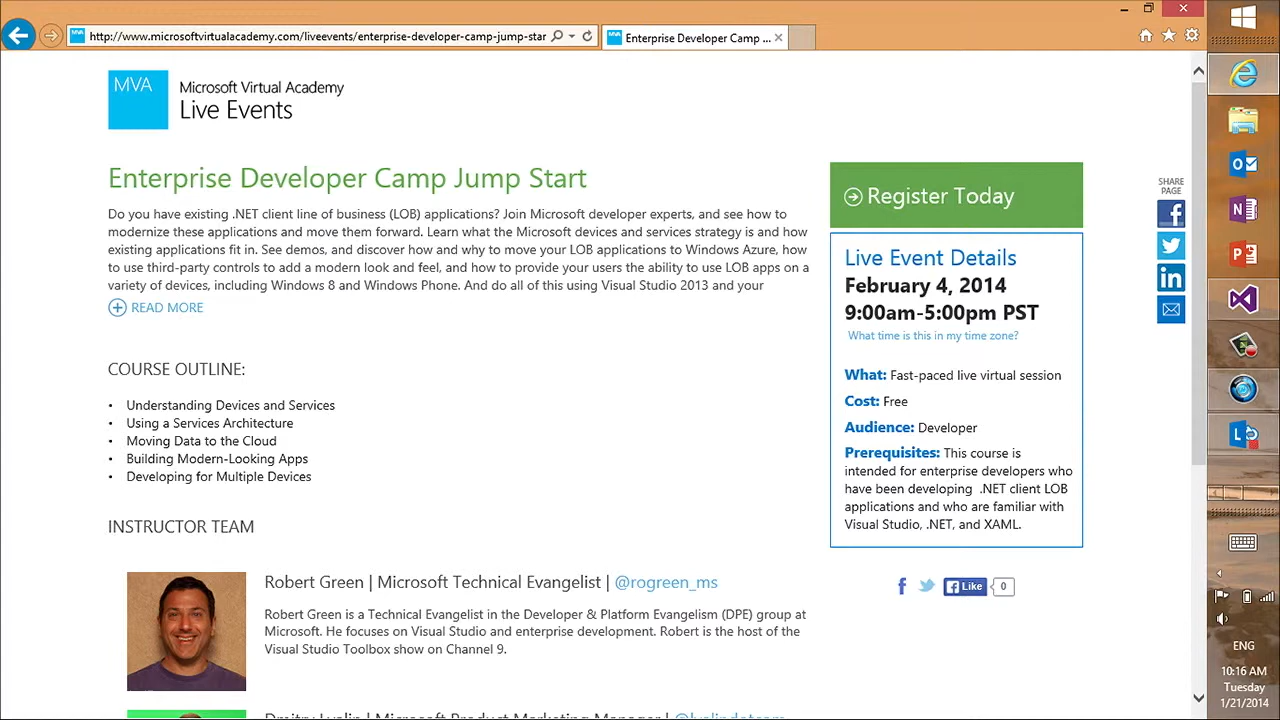 http://www.microsoftvirtualacademy.com/liveevents/enterprise-developer-camp-jump-star
Enterprise Developer Camp ...
MVA
Microsoft Virtual Academy
Live Events
Enterprise Developer Camp Jump Start
Do you have existing .NET client line of business (LOB) applications? Join Microsoft developer experts, and see how to
modernize these applications and move them forward. Learn what the Microsoft devices and services strategy is and how
existing applications fit in. See demos, and discover how and why to move your LOB applications to Windows Azure, how
to use third-party controls to add a modern look and feel, and how to provide your users the ability to use LOB apps on a
variety of devices, including Windows 8 and Windows Phone. And do all of this using Visual Studio 2013 and your
READ MORE
COURSE OUTLINE:
• Understanding Devices and Services
• Using a Services Architecture
• Moving Data to the Cloud
• Building Modern-Looking Apps
• Developing for Multiple Devices
INSTRUCTOR TEAM
Robert Green | Microsoft Technical Evangelist | @rogreen_ms
Robert Green is a Technical Evangelist in the Developer & Platform Evangelism (DPE) group at
Microsoft. He focuses on Visual Studio and enterprise development. Robert is the host of the
Visual Studio Toolbox show on Channel 9.
Register Today
Live Event Details
February 4, 2014
9:00am-5:00pm PST
What time is this in my time zone?
What: Fast-paced live virtual session
Cost: Free
Audience: Developer
Prerequisites: This course is
intended for enterprise developers who
have been developing .NET client LOB
applications and who are familiar with
Visual Studio, .NET, and XAML.
Like
0
SHARE
PAGE
ENG
10:16 AM
Tuesday
1/21/2014